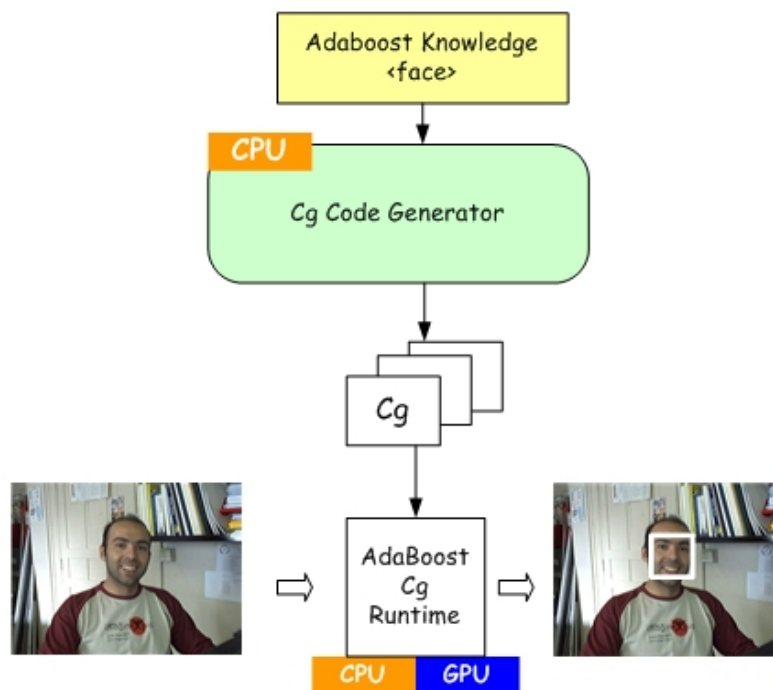 Adaboost Knowledge
<face>
CPU
Cg Code Generator
Cg
AdaBoost
Cg
Runtime
CPU
GPU